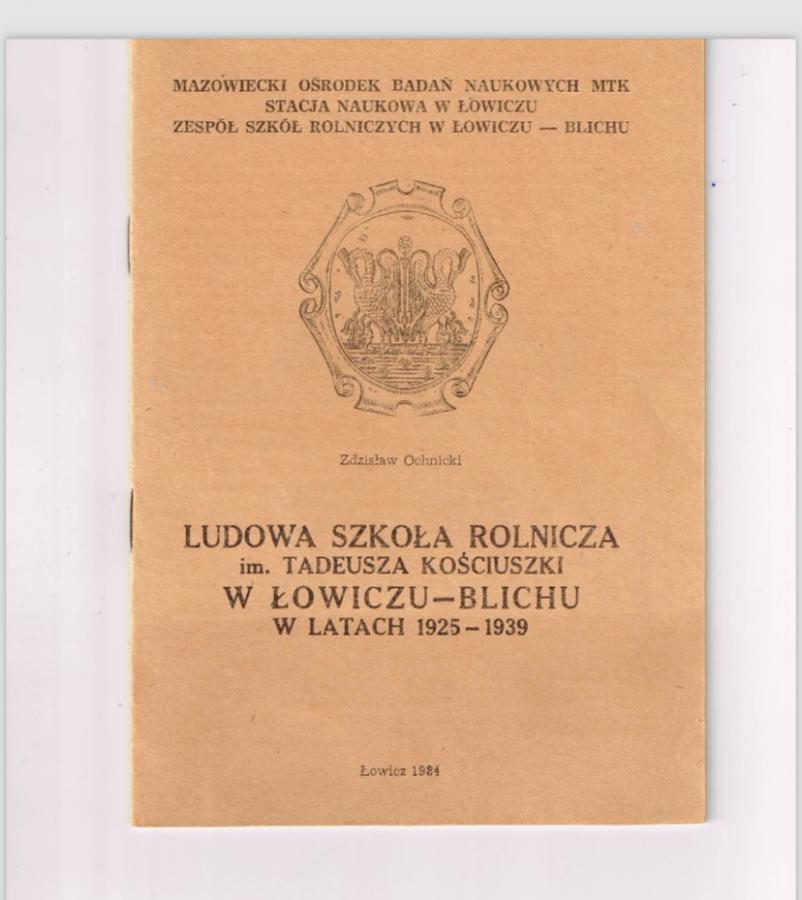 MAZOWIECKI OŚRODEK BADAŃ NAUKOWYCH MTK
STACJA NAUKOWA W ŁOWICZU
ZESPÓŁ SZKÓŁ ROLNICZYCH W ŁOWICZU — BLICHU
Zdzisław Ochnicki
LUDOWA SZKOŁA ROLNICZA
im. TADEUSZA KOŚCIUSZKI
W ŁOWICZU—BLICHU
W LATACH 1925–1939
Łowicz 1984